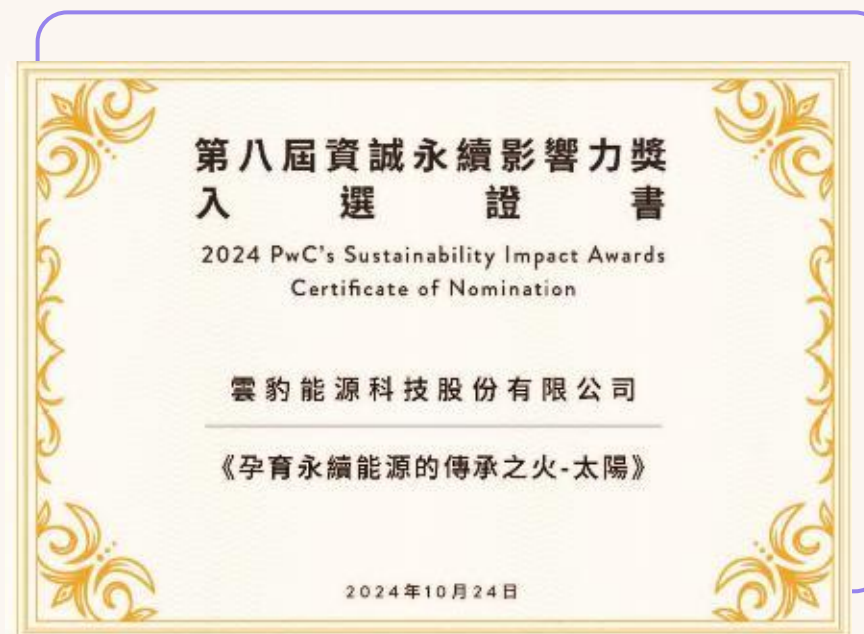 第八屆資誠永續影響力獎
入選證書
2024 PwC's Sustainability Impact Awards
Certificate of Nomination
雲豹能源科技股份有限公司
《孕育永續能源的傳承之火-太陽》
2024年10月24日